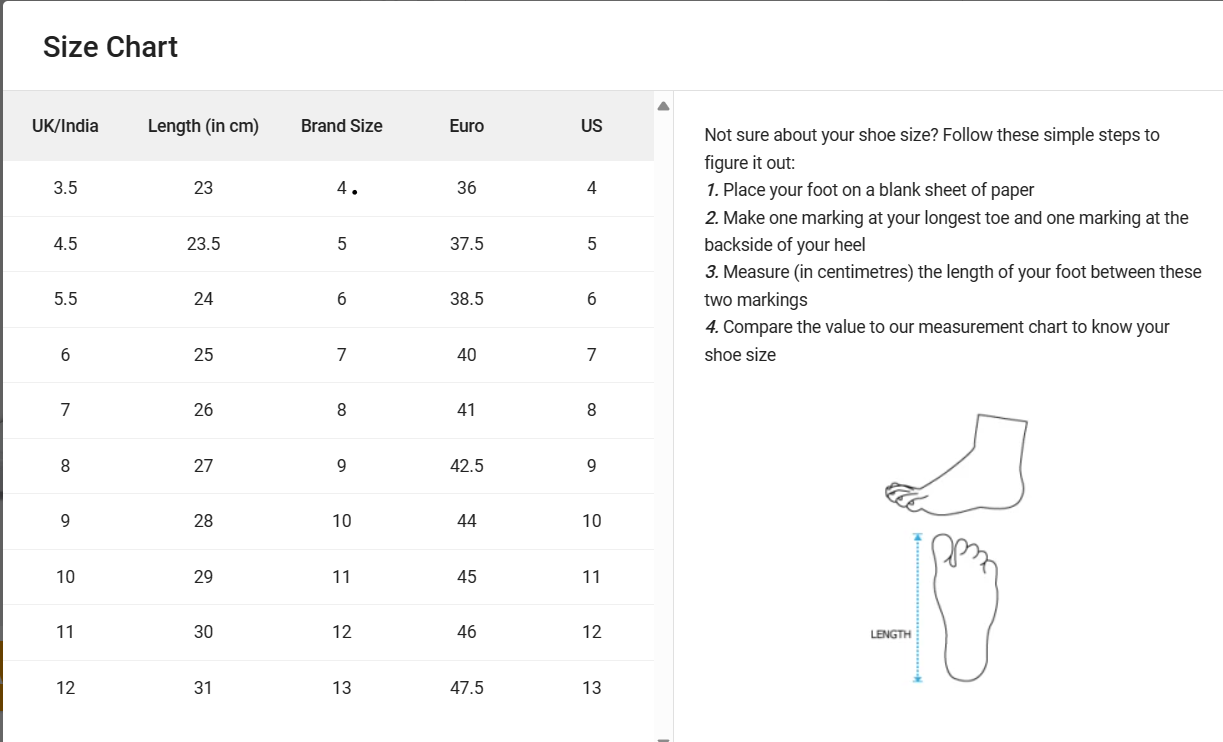 Size Chart
UK/India Length (in cm) Brand Size Euro US
3.5 23 4 . 36 4
4.5 23.5 5 37.5 5
5.5 24 6 38.5 6
6 25 7 40 7
7 26 8 41 8
8 27 9 42.5 9
9 28 10 44 10
10 29 11 45 11
11 30 12 46 12
12 31 13 47.5 13
Not sure about your shoe size? Follow these simple steps to
figure it out:
1. Place your foot on a blank sheet of paper
2. Make one marking at your longest toe and one marking at the
backside of your heel
3. Measure (in centimetres) the length of your foot between these
two markings
4. Compare the value to our measurement chart to know your
shoe size
LENGTH